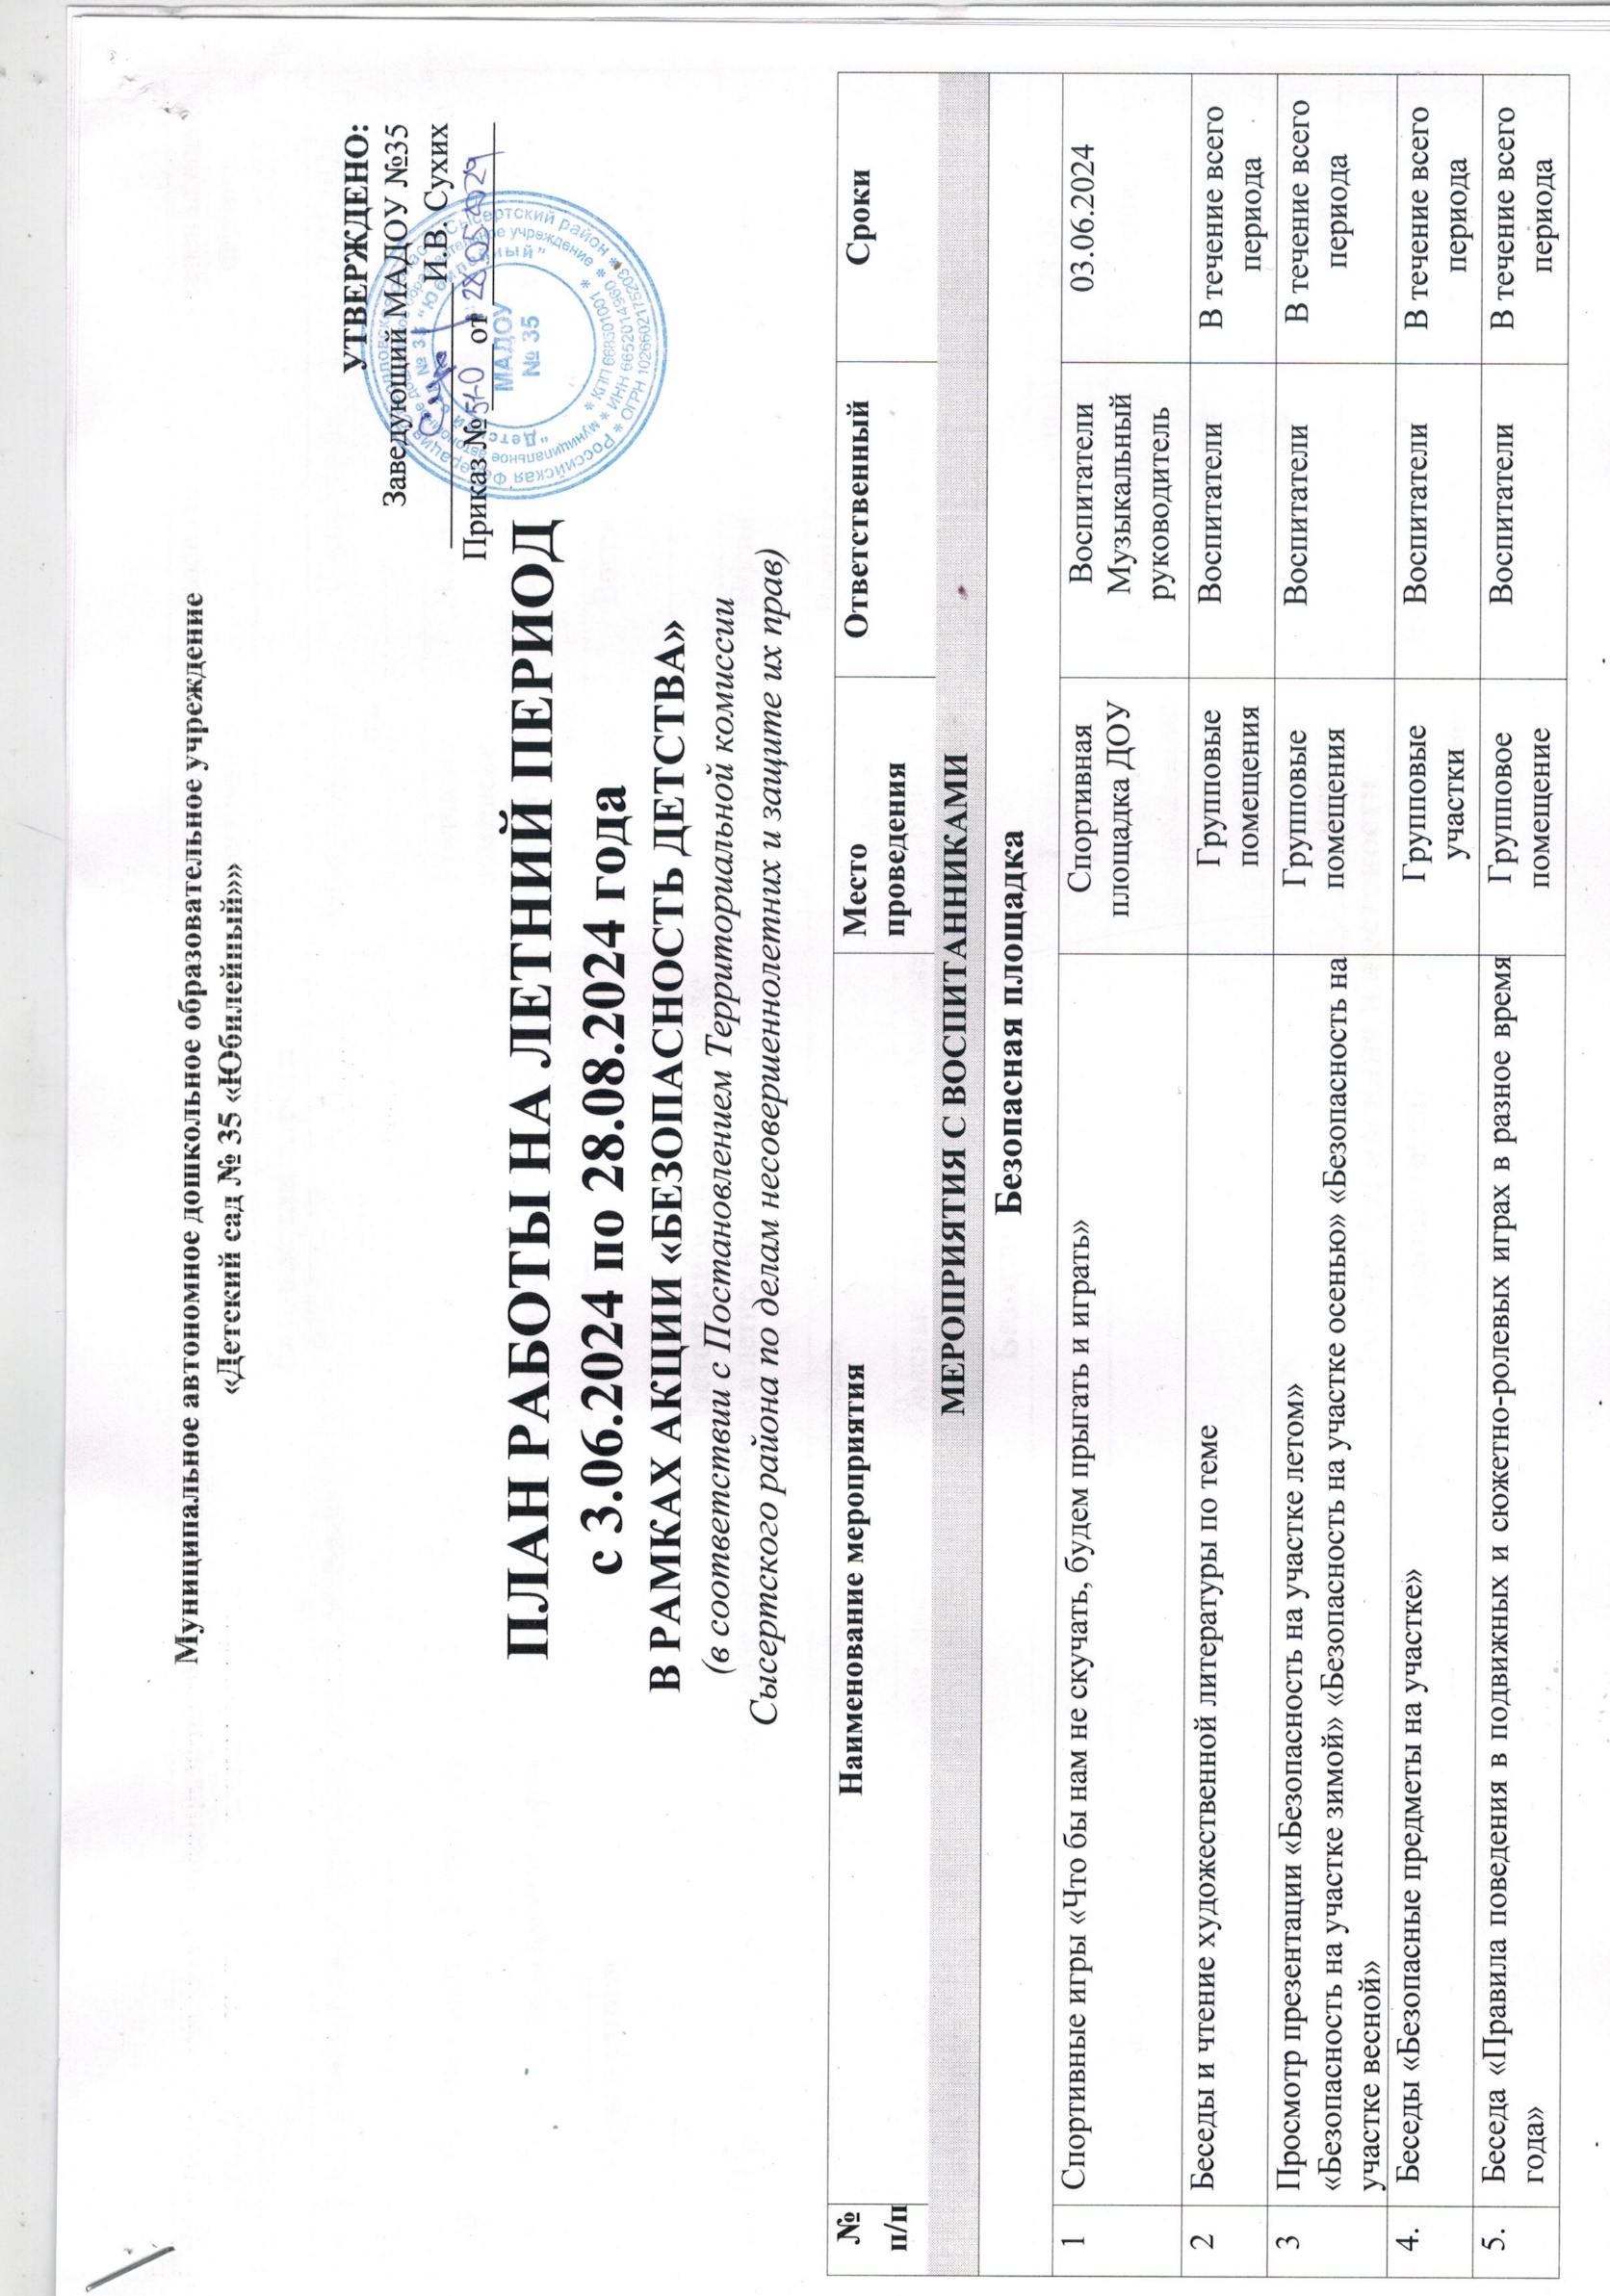 Муниципальное автономное дошкольное образовательное учреждение
«Детский сад № 35 «Юбилейный»»
УТВЕРЖДЕНО:
Заведующий МАДОУ №35
И.В. Сухих
Приказ № 51-О от 28.05.2024
МАДОУ
№ 35
ПЛАН РАБОТЫ НА ЛЕТНИЙ ПЕРИОД
с 3.06.2024 по 28.08.2024 года
В РАМКАХ АКЦИИ «БЕЗОПАСНОСТЬ ДЕТСТВА»
(в соответствии с Постановлением Территориальной комиссии
Сысертского района по делам несовершеннолетних и защите их прав)
№ Наименование мероприятия Место Ответственный Сроки
п/п проведения
МЕРОПРИЯТИЯ С ВОСПИТАННИКАМИ
Безопасная площадка
1 Спортивные игры «Что бы нам не скучать, будем прыгать и играть» Спортивная Воспитатели 03.06.2024
площадка ДОУ Музыкальный
руководитель
2 Беседы и чтение художественной литературы по теме Групповые Воспитатели В течение всего
помещения периода
3 Просмотр презентации «Безопасность на участке летом» Групповые Воспитатели В течение всего
«Безопасность на участке зимой» «Безопасность на участке осенью» «Безопасность на помещения периода
участке весной»
4. Беседы «Безопасные предметы на участке» Групповые Воспитатели В течение всего
участки периода
5. Беседа «Правила поведения в подвижных и сюжетно-ролевых играх в разное время Групповое Воспитатели В течение всего
года» помещение периода